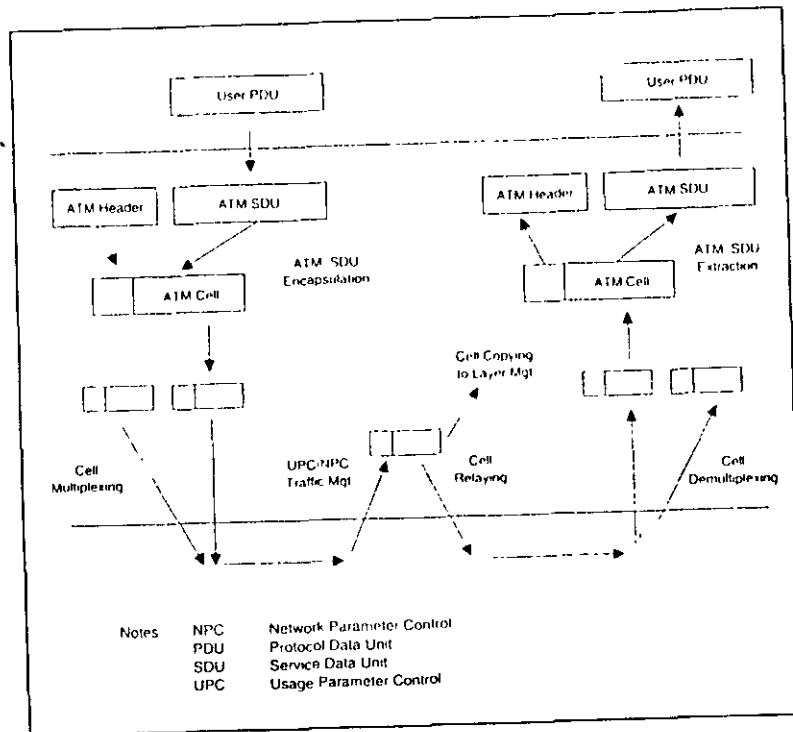 User PDU
User PDU
ATM Header
ATM SDU
ATM Header
ATM SDU
ATM SDU
Encapsulation
ATM SDU
Extraction
ATM Cell
ATM Cell
Cell Copying
to Layer Mgt
Cell
Multiplexing
UPC/NPC
Traffic Mgt
Cell
Relaying
Cell
Demultiplexing
Notes
NPC Network Parameter Control
PDU Protocol Data Unit
SDU Service Data Unit
UPC Usage Parameter Control